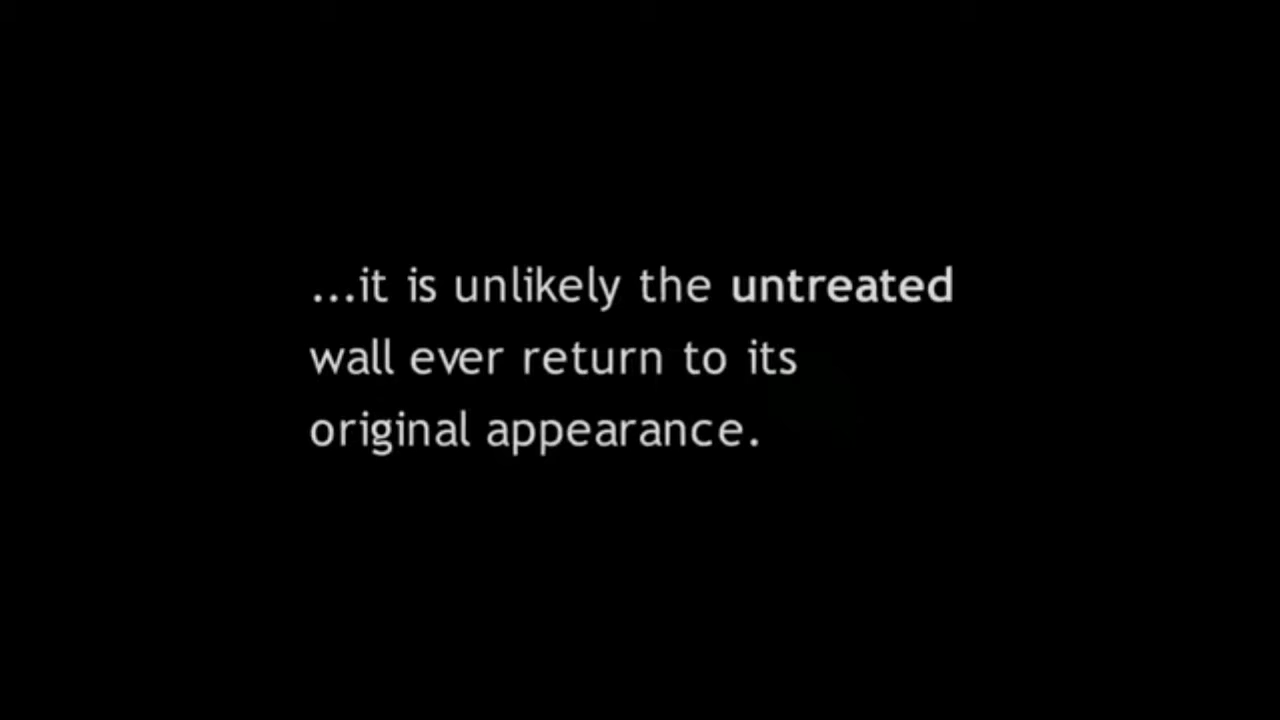 ...it is unlikely the untreated
wall ever return to its
original appearance.